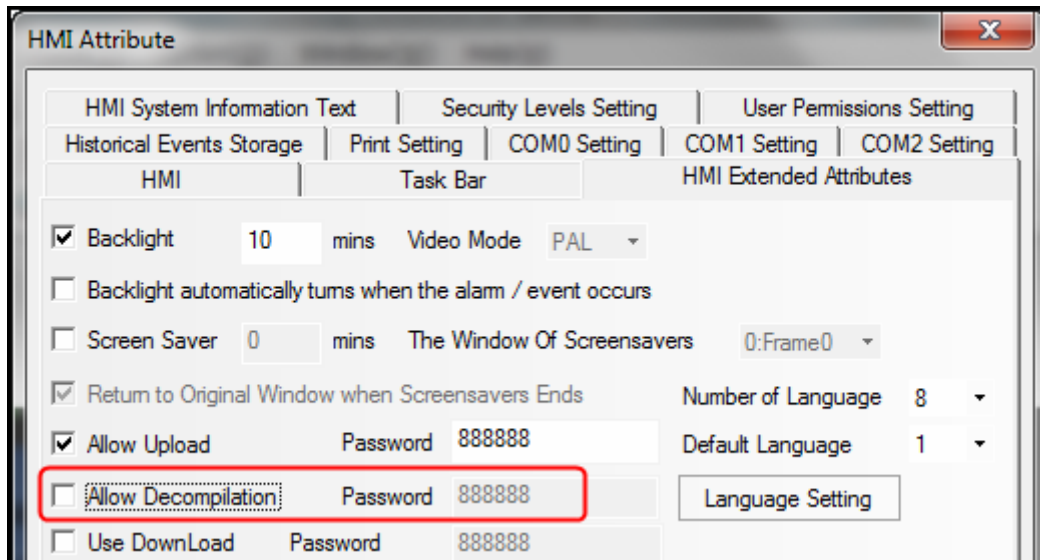 HMI Attribute
HMI System Information Text Security Levels Setting User Permissions Setting
Historical Events Storage Print Setting COM0 Setting COM1 Setting COM2 Setting
HMI Task Bar HMI Extended Attributes
Backlight 10 mins Video Mode PAL
Backlight automatically turns when the alarm / event occurs
Screen Saver 0 mins The Window Of Screensavers 0:Frame0
Return to Original Window when Screensavers Ends Number of Language 8
Allow Upload Password 888888 Default Language 1
Allow Decompilation Password 888888 Language Setting
Use DownLoad Password 888888